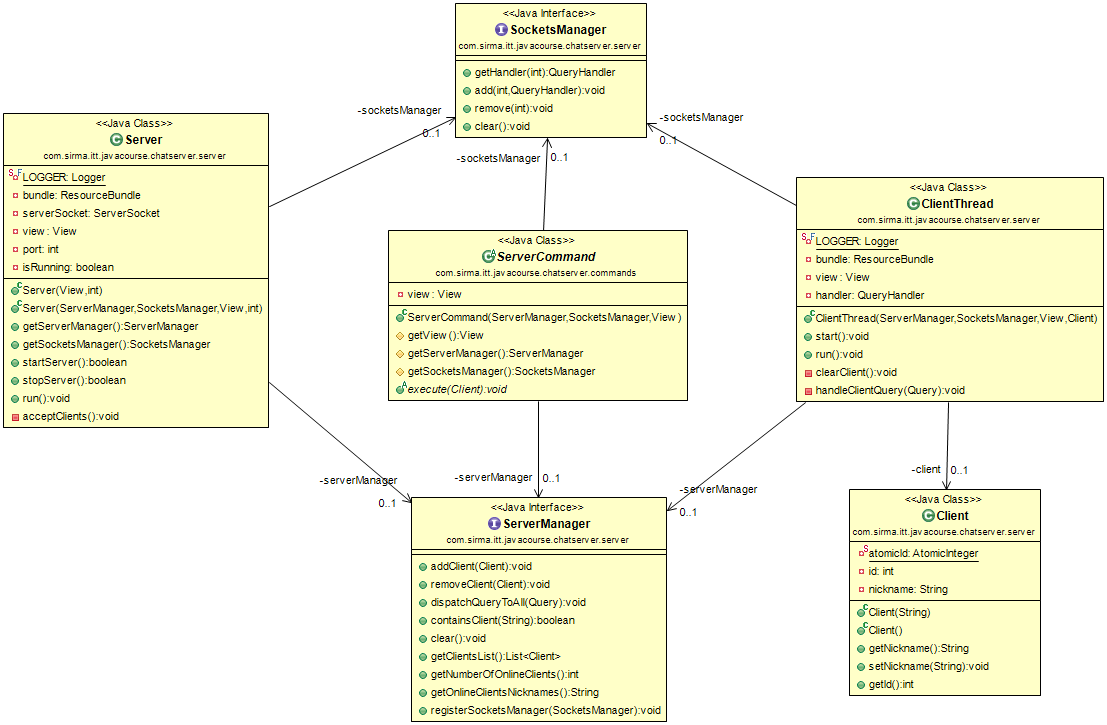 <<Java Interface>>
SocketsManager
com.sirma.itt.javacourse.chatserver.server
getHandler(int):QueryHandler
add(int,QueryHandler):void
remove(int):void
clear():void
-socketsManager
0..1
-socketsManager
0..1
-socketsManager
0..1
<<Java Class>>
Server
com.sirma.itt.javacourse.chatserver.server
LOGGER: Logger
bundle: ResourceBundle
serverSocket: ServerSocket
view: View
port: int
isRunning: boolean
Server(View,int)
Server(ServerManager,SocketsManager,View,int)
getServerManager():ServerManager
getSocketsManager():SocketsManager
startServer():boolean
stopServer():boolean
run():void
acceptClients():void
<<Java Class>>
ServerCommand
com.sirma.itt.javacourse.chatserver.commands
view: View
ServerCommand(ServerManager,SocketsManager,View)
getView():View
getServerManager():ServerManager
getSocketsManager():SocketsManager
execute(Client):void
<<Java Class>>
ClientThread
com.sirma.itt.javacourse.chatserver.server
LOGGER: Logger
bundle: ResourceBundle
view: View
handler: QueryHandler
ClientThread(ServerManager,SocketsManager,View,Client)
start():void
run():void
clearClient():void
handleClientQuery(Query):void
-serverManager
0..1
-serverManager
0..1
-serverManager
0..1
-client
0..1
<<Java Interface>>
ServerManager
com.sirma.itt.javacourse.chatserver.server
addClient(Client):void
removeClient(Client):void
dispatchQueryToAll(Query):void
containsClient(String):boolean
clear():void
getClientsList():List<Client>
getNumberOfOnlineClients():int
getOnlineClientsNicknames():String
registerSocketsManager(SocketsManager):void
<<Java Class>>
Client
com.sirma.itt.javacourse.chatserver.server
atomicId: AtomicInteger
id: int
nickname: String
Client(String)
Client()
getNickname():String
setNickname(String):void
getId():int